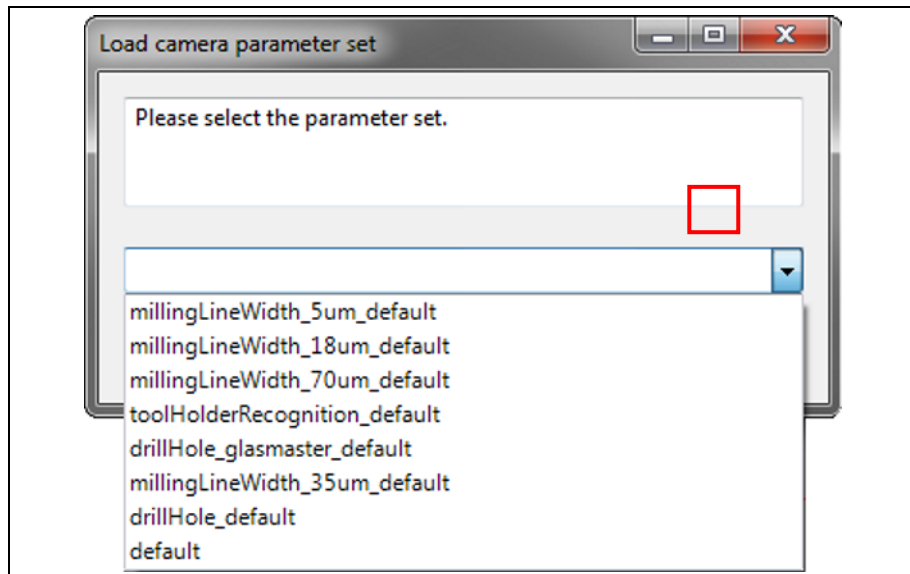 Load camera parameter set
Please select the parameter set.
millingLineWidth_5um_default
millingLineWidth_18um_default
millingLineWidth_70um_default
toolHolderRecognition_default
drillHole_glasmaster_default
millingLineWidth_35um_default
drillHole_default
default